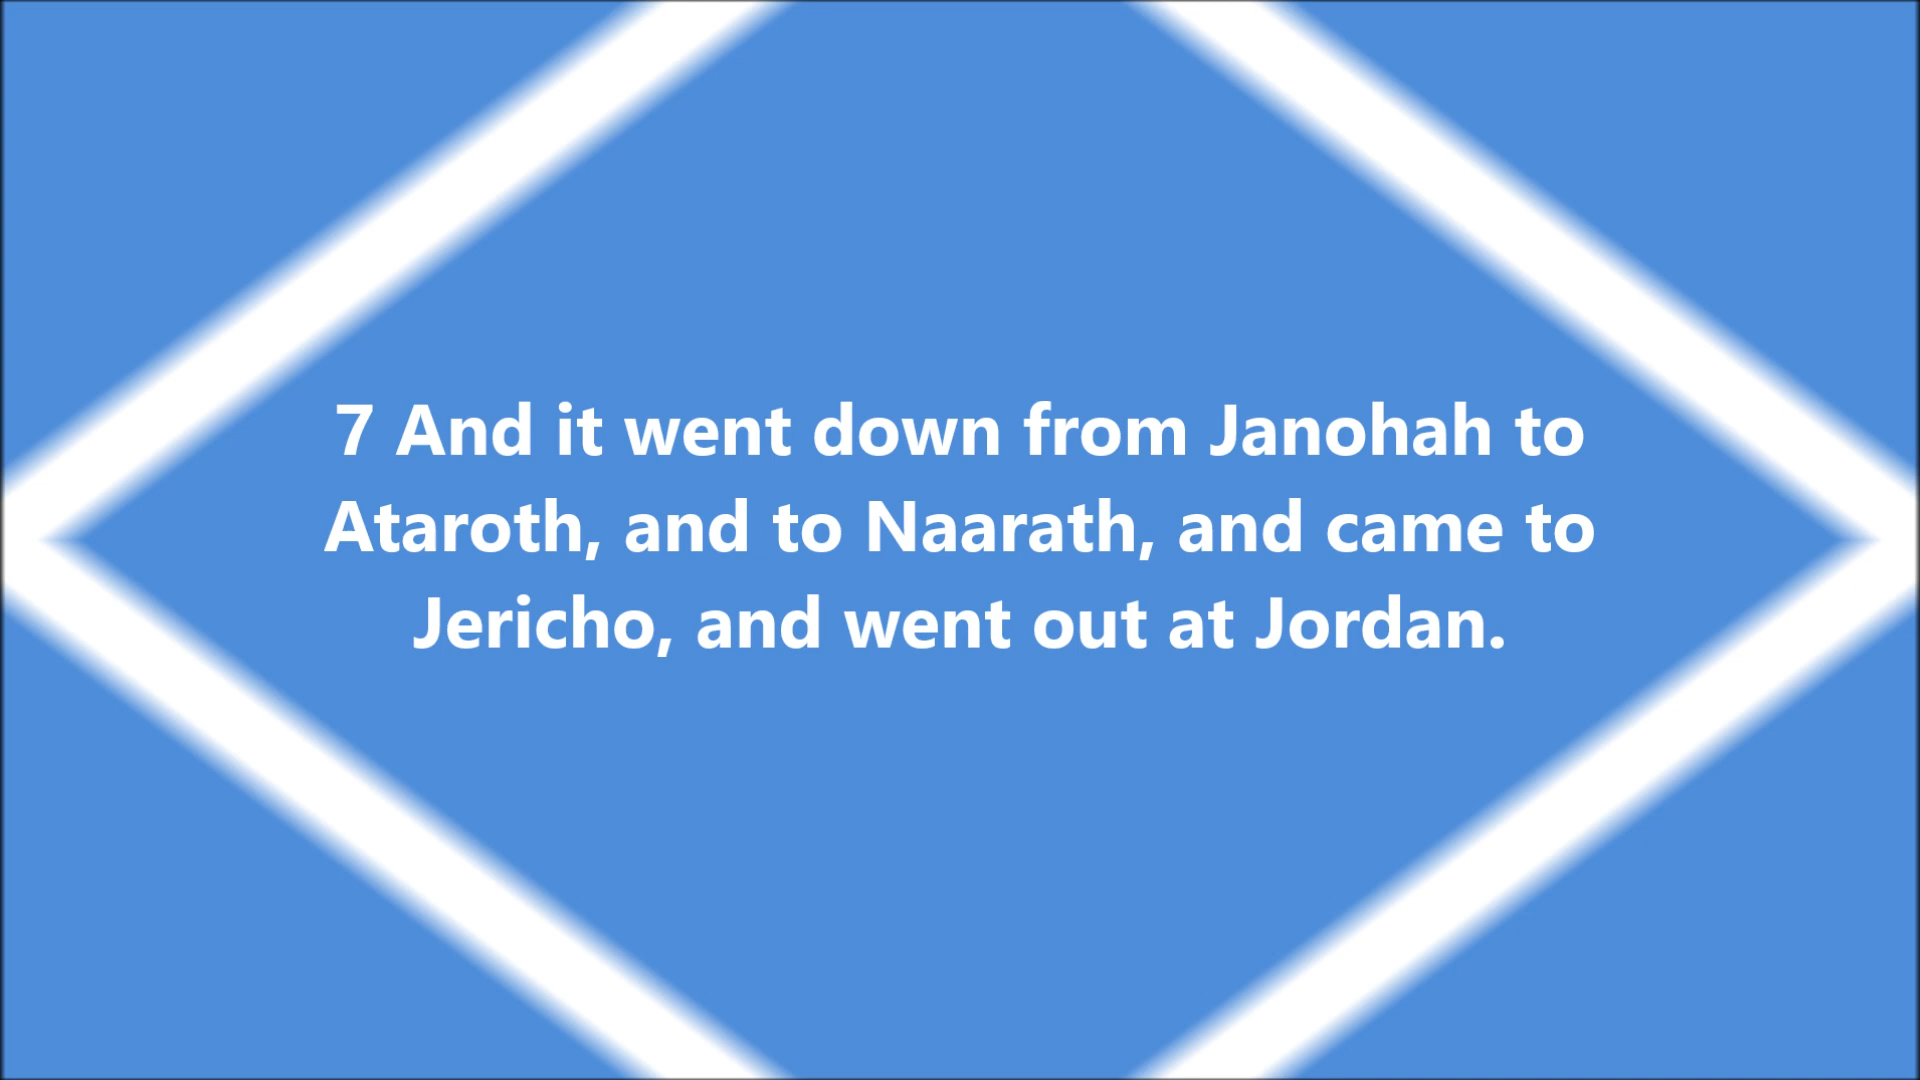 7 And it went down from Janohah to
Ataroth, and to Naarath, and came to
Jericho, and went out at Jordan.